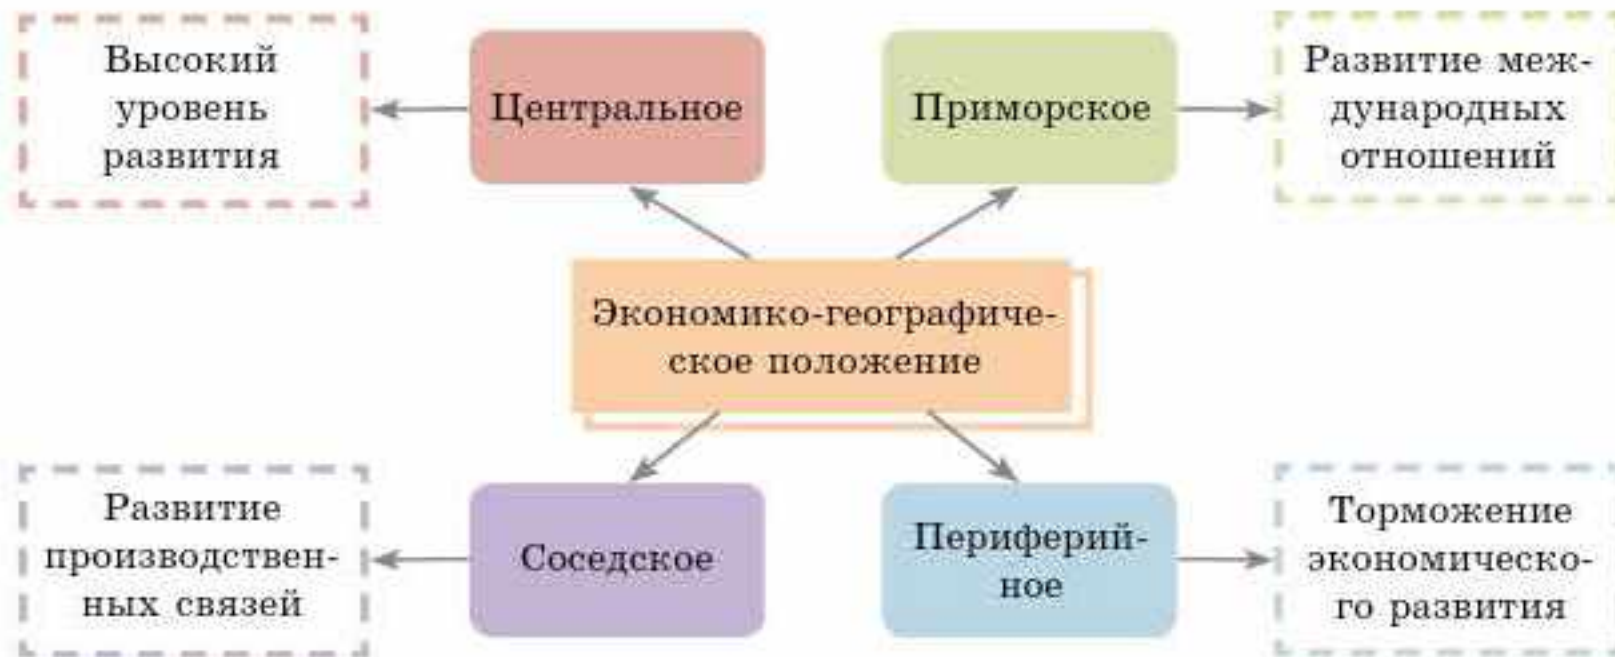 Высокий
уровень
развития
Центральное
Приморское
Развитие меж-
дународных
отношений
Экономико-географиче-
ское положение
Развитие
производствен-
ных связей
Соседское
Периферий-
ное
Торможение
экономическо-
го развития